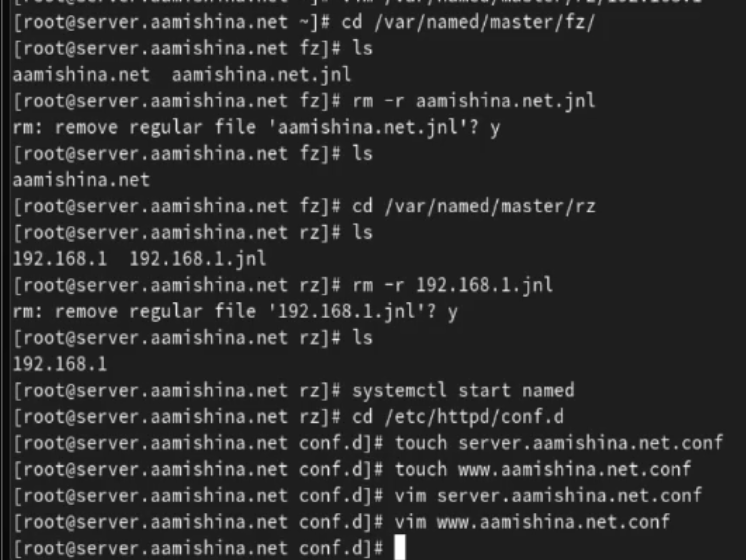 [root@server.aamishina.net ~]# cd /var/named/master/fz/
[root@server.aamishina.net fz]# ls
aamishina.net  aamishina.net.jnl
[root@server.aamishina.net fz]# rm -r aamishina.net.jnl
rm: remove regular file 'aamishina.net.jnl'? y
[root@server.aamishina.net fz]# ls
aamishina.net
[root@server.aamishina.net fz]# cd /var/named/master/rz
[root@server.aamishina.net rz]# ls
192.168.1  192.168.1.jnl
[root@server.aamishina.net rz]# rm -r 192.168.1.jnl
rm: remove regular file '192.168.1.jnl'? y
[root@server.aamishina.net rz]# ls
192.168.1
[root@server.aamishina.net rz]# systemctl start named
[root@server.aamishina.net rz]# cd /etc/httpd/conf.d
[root@server.aamishina.net conf.d]# touch server.aamishina.net.conf
[root@server.aamishina.net conf.d]# touch www.aamishina.net.conf
[root@server.aamishina.net conf.d]# vim server.aamishina.net.conf
[root@server.aamishina.net conf.d]# vim www.aamishina.net.conf
[root@server.aamishina.net conf.d]#